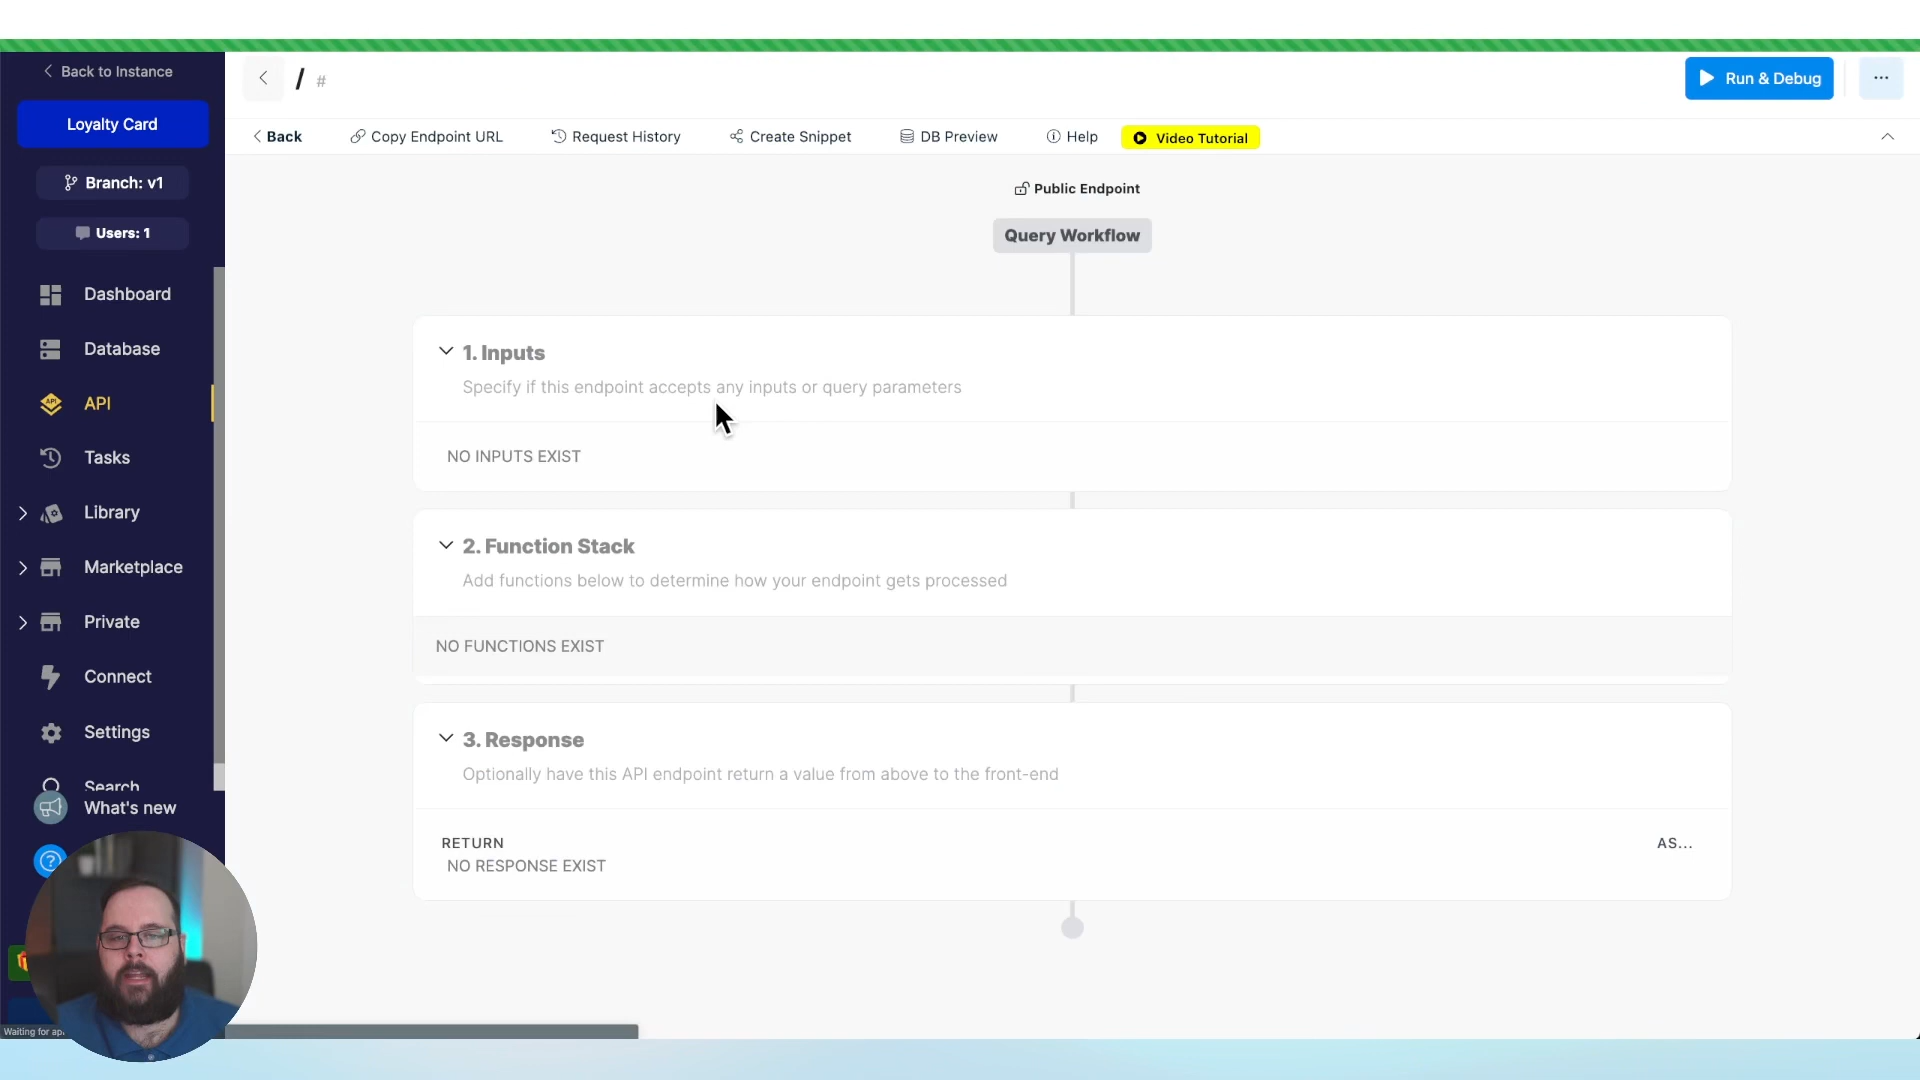 Back to Instance
/ #
Run & Debug
...
Loyalty Card
Back
Copy Endpoint URL
Request History
Create Snippet
DB Preview
Help
Video Tutorial
Branch: v1
Users: 1
Public Endpoint
Query Workflow
Dashboard
Database
API
Tasks
Library
Marketplace
Private
Connect
Settings
Search
What's new
1. Inputs
Specify if this endpoint accepts any inputs or query parameters
NO INPUTS EXIST
2. Function Stack
Add functions below to determine how your endpoint gets processed
NO FUNCTIONS EXIST
3. Response
Optionally have this API endpoint return a value from above to the front-end
RETURN
AS...
NO RESPONSE EXIST
Waiting for